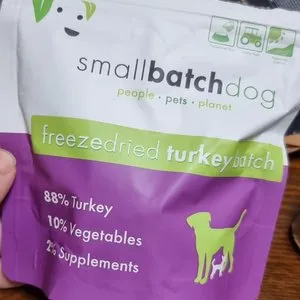 smallbatchdog
people • pets • planet
freezedried turkeybatch
88% Turkey
10% Vegetables
2% Supplements